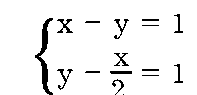 x - y = 1
y - x/2 = 1